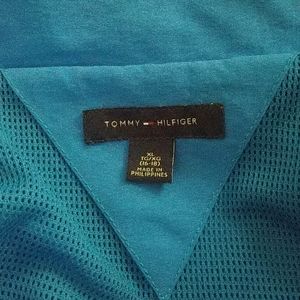 TOMMY HILFIGER
XL
TG/XG
(16-18)
MADE IN
PHILIPPINES